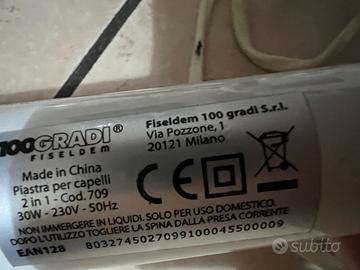 100GRADI®
FISELDEM
Made in China
Piastra per capelli
2 in 1 - Cod. 709
30W - 230V - 50Hz
Fiseldem 100 gradi S.r.l.
Via Pozzone,1
20121 Milano
CE
NON IMMERGERE IN LIQUIDI. SOLO PER USO DOMESTICO.
DOPO L'UTILIZZO TOGLIERE LA SPINA DALLA PRESA CORRENTE
EAN128 8032745027099100045500009
subito